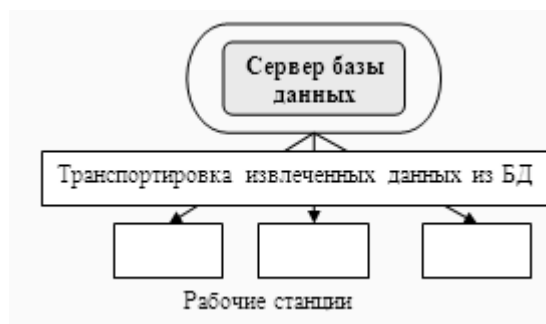 Сервер базы
данных
Транспортировка извлеченных данных из БД
Рабочие станции